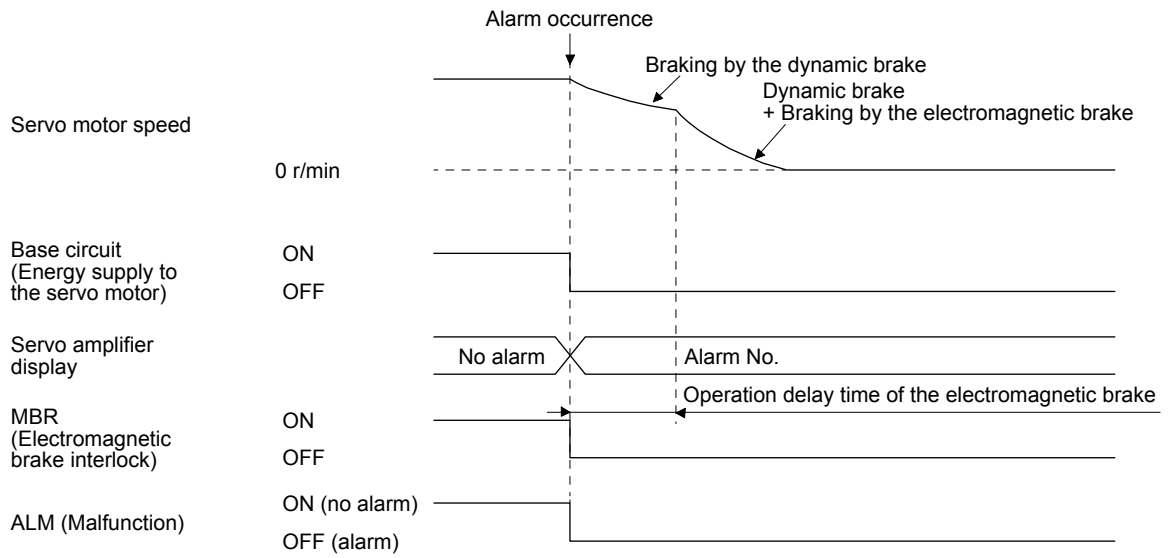 Alarm occurrence
Braking by the dynamic brake
Dynamic brake
+ Braking by the electromagnetic brake
Servo motor speed
0 r/min
Base circuit
(Energy supply to
the servo motor)
ON
OFF
Servo amplifier
display
No alarm
Alarm No.
Operation delay time of the electromagnetic brake
MBR
(Electromagnetic
brake interlock)
ON
OFF
ALM (Malfunction)
ON (no alarm)
OFF (alarm)